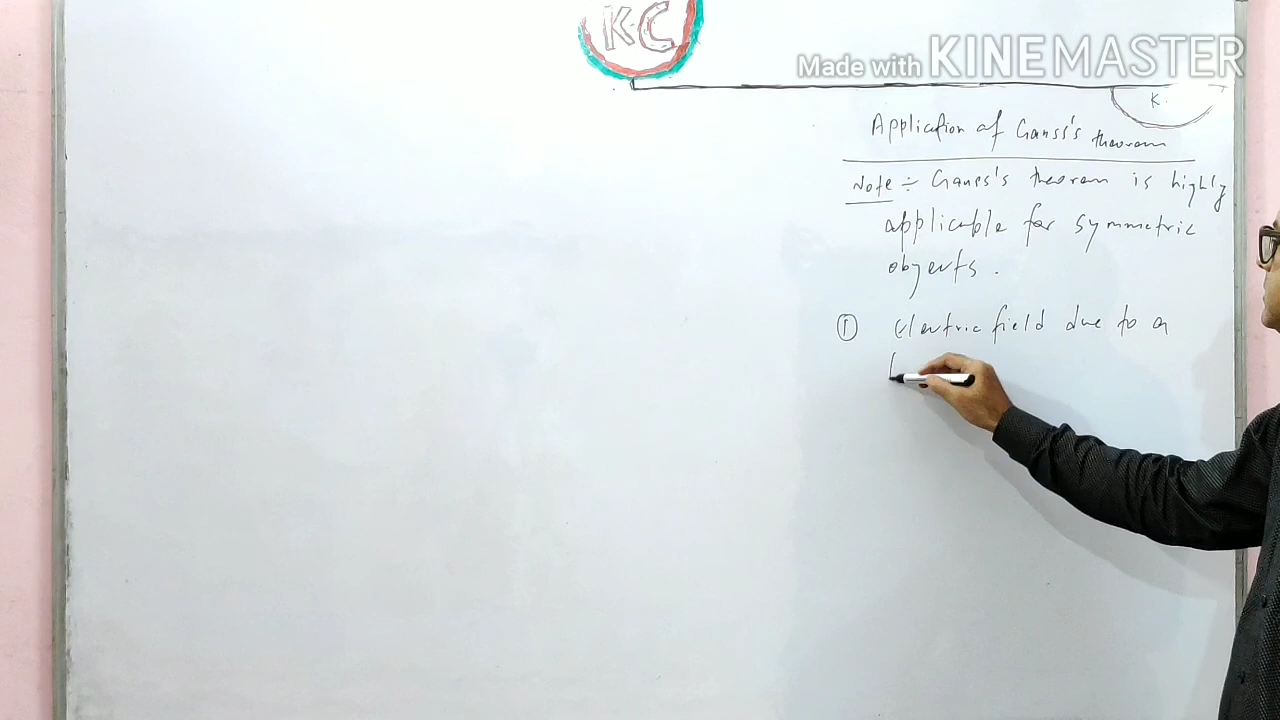 KC
Made with KINEMASTER
K.
Application of Gauss's theorem
Note ÷ Gauss's theorem is highly
applicable for symmetric
objects .
① Electric field due to a